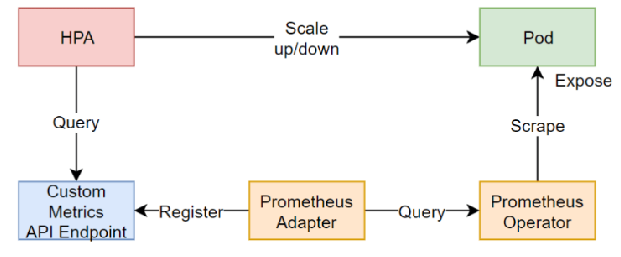 HPA
Scale
up/down
Pod
Expose
Query
Scrape
Custom
Metrics
API Endpoint
Register
Prometheus
Adapter
Query
Prometheus
Operator